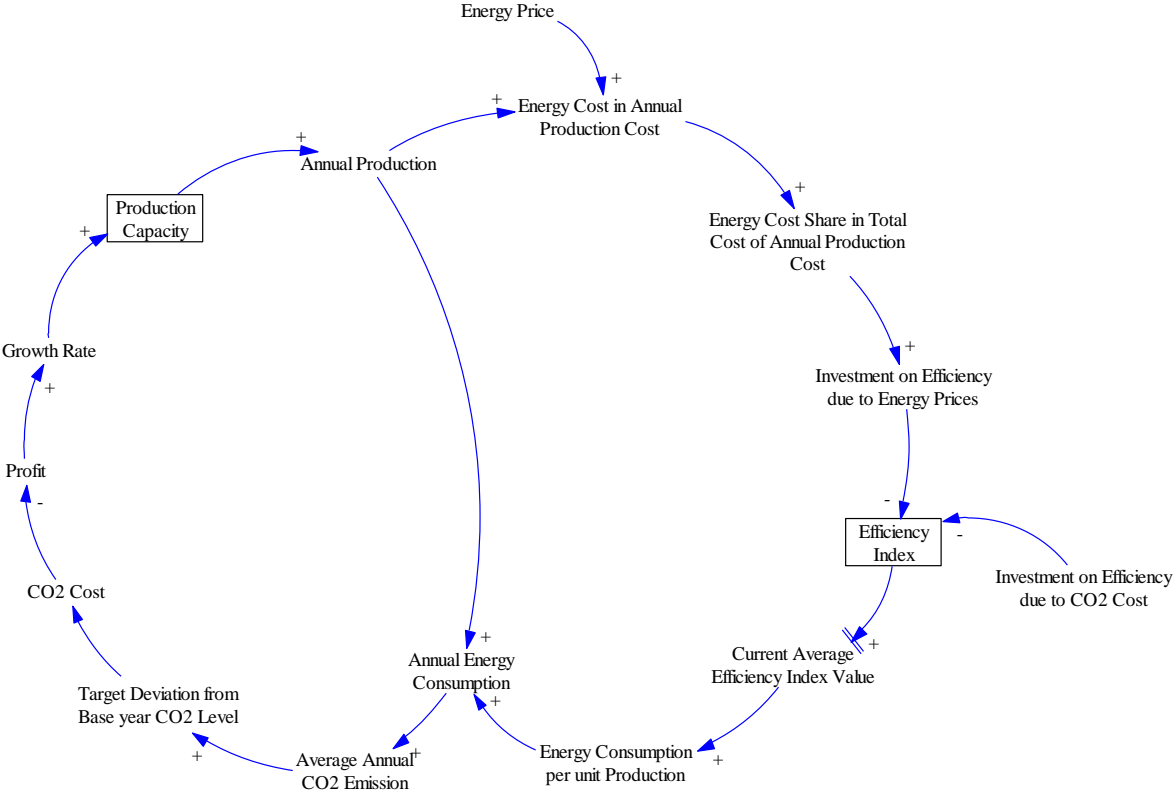 Energy Price
+
+
Energy Cost in Annual
Production Cost
+
Annual Production
+
Energy Cost Share in Total
Cost of Annual Production
Cost
Production
Capacity
+
+
Growth Rate
+
Investment on Efficiency
due to Energy Prices
Profit
-
-
Efficiency
Index
-
Investment on Efficiency
due to CO2 Cost
CO2 Cost
+
+
Current Average
Efficiency Index Value
Annual Energy
Consumption
+
Target Deviation from
Base year CO2 Level
+
+
Average Annual
CO2 Emission
Energy Consumption
per unit Production
+